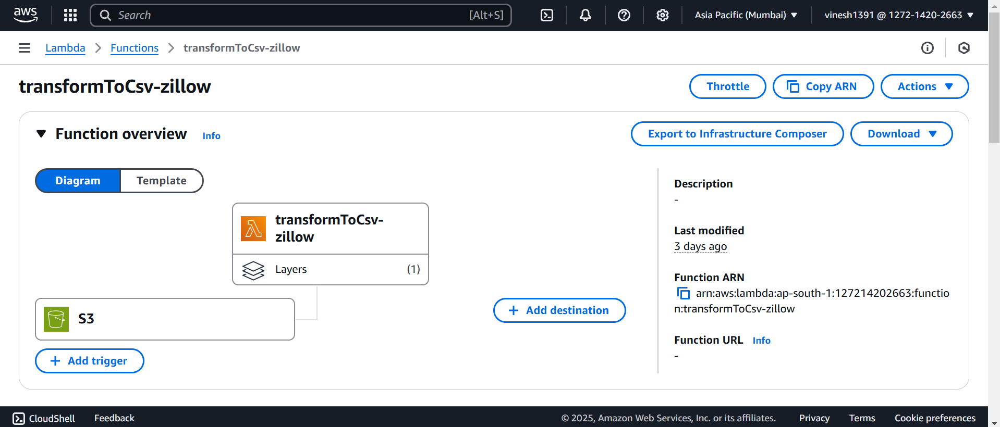 aws
Search [Alt+S]
Asia Pacific (Mumbai)
vinesh1391 @ 1272-1420-2663
Lambda
Functions
transformToCsv-zillow
transformToCsv-zillow
Throttle
Copy ARN
Actions
Function overview Info
Export to Infrastructure Composer
Download
Diagram
Template
transformToCsv-
zillow
Layers (1)
S3
Add trigger
Add destination
Description
-
Last modified
3 days ago
Function ARN
arn:aws:lambda:ap-south-1:127214202663:functio
n:transformToCsv-zillow
Function URL Info
-
CloudShell
Feedback
© 2025, Amazon Web Services, Inc. or its affiliates.
Privacy
Terms
Cookie preferences